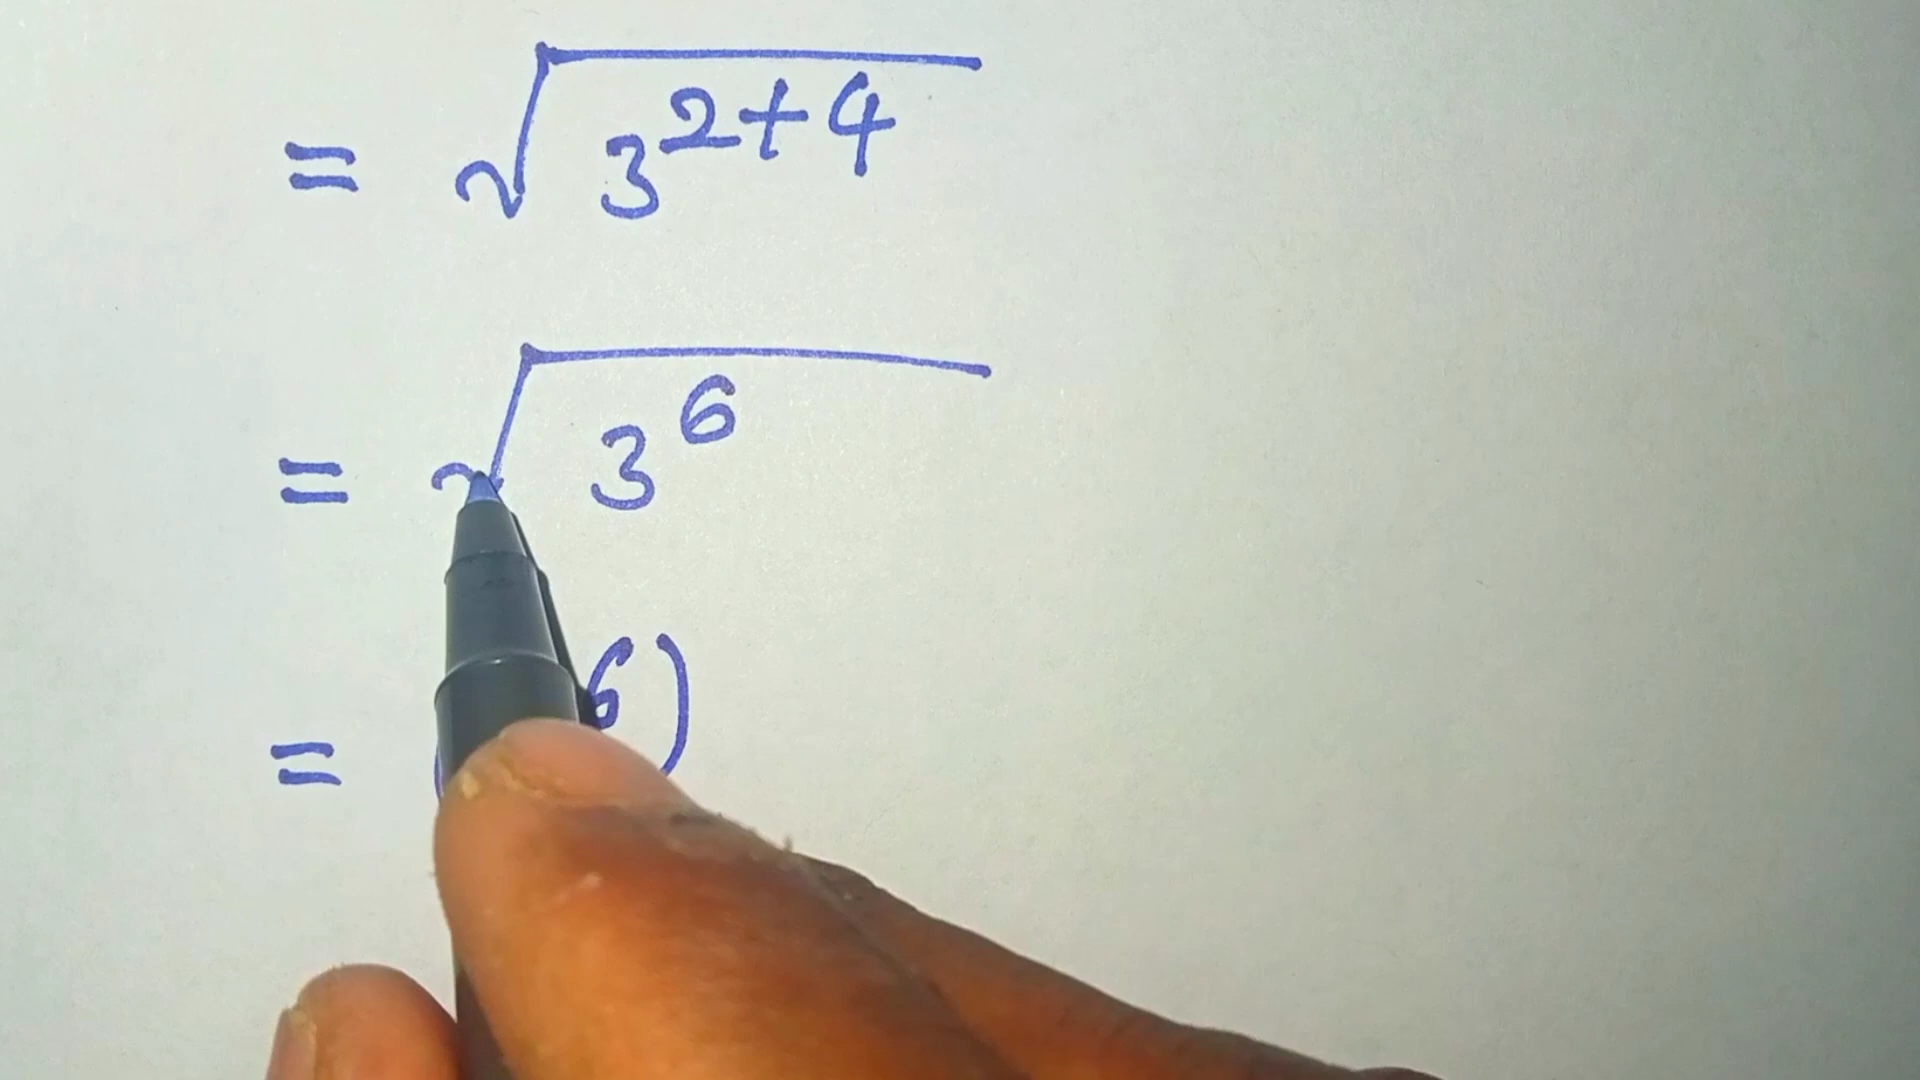 = √3^{2+4}
= √3^6
= ( 6)